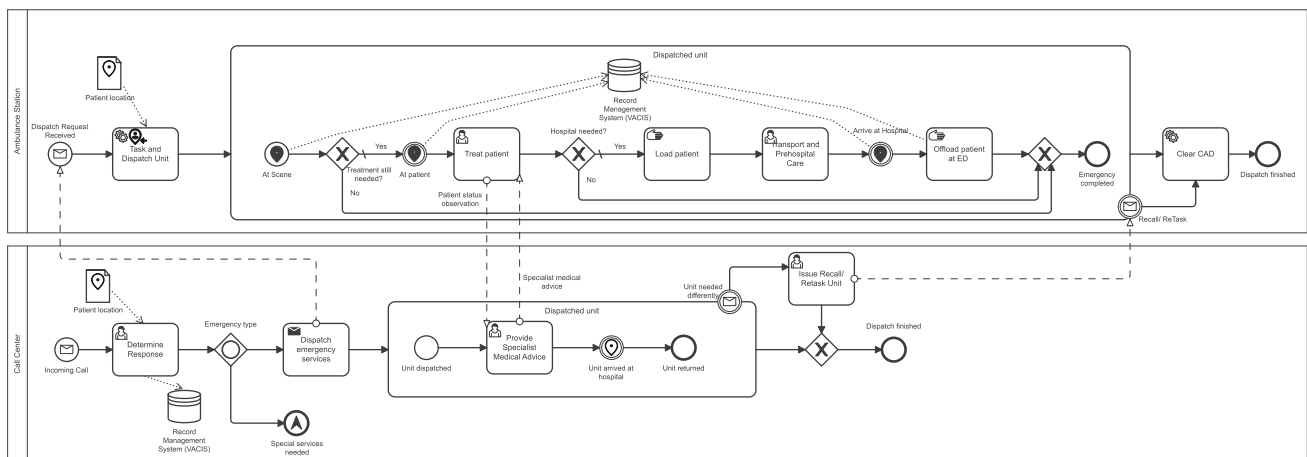 Ambulance Station
Patient location
Dispatch Request
Received
Task and
Dispatch Unit
Dispatched unit
Record
Management
System (VACIS)
At Scene
Yes
Treatment still
needed?
No
At patient
Treat patient
Patient status
observation
Hospital needed?
Yes
No
Load patient
Transport and
Prehospital
Care
Arrive at Hospital
Offload patient
at ED
Emergency
completed
Recall/ ReTask
Clear CAD
Dispatch finished
Call Center
Patient location
Incoming Call
Determine
Response
Record
Management
System (VACIS)
Emergency type
Special services
needed
Dispatch
emergency
services
Dispatched unit
Unit dispatched
Provide
Specialist
Medical Advice
Specialist medical
advice
Unit arrived at
hospital
Unit returned
Unit needed
differently
Issue Recall/
Retask Unit
Dispatch finished